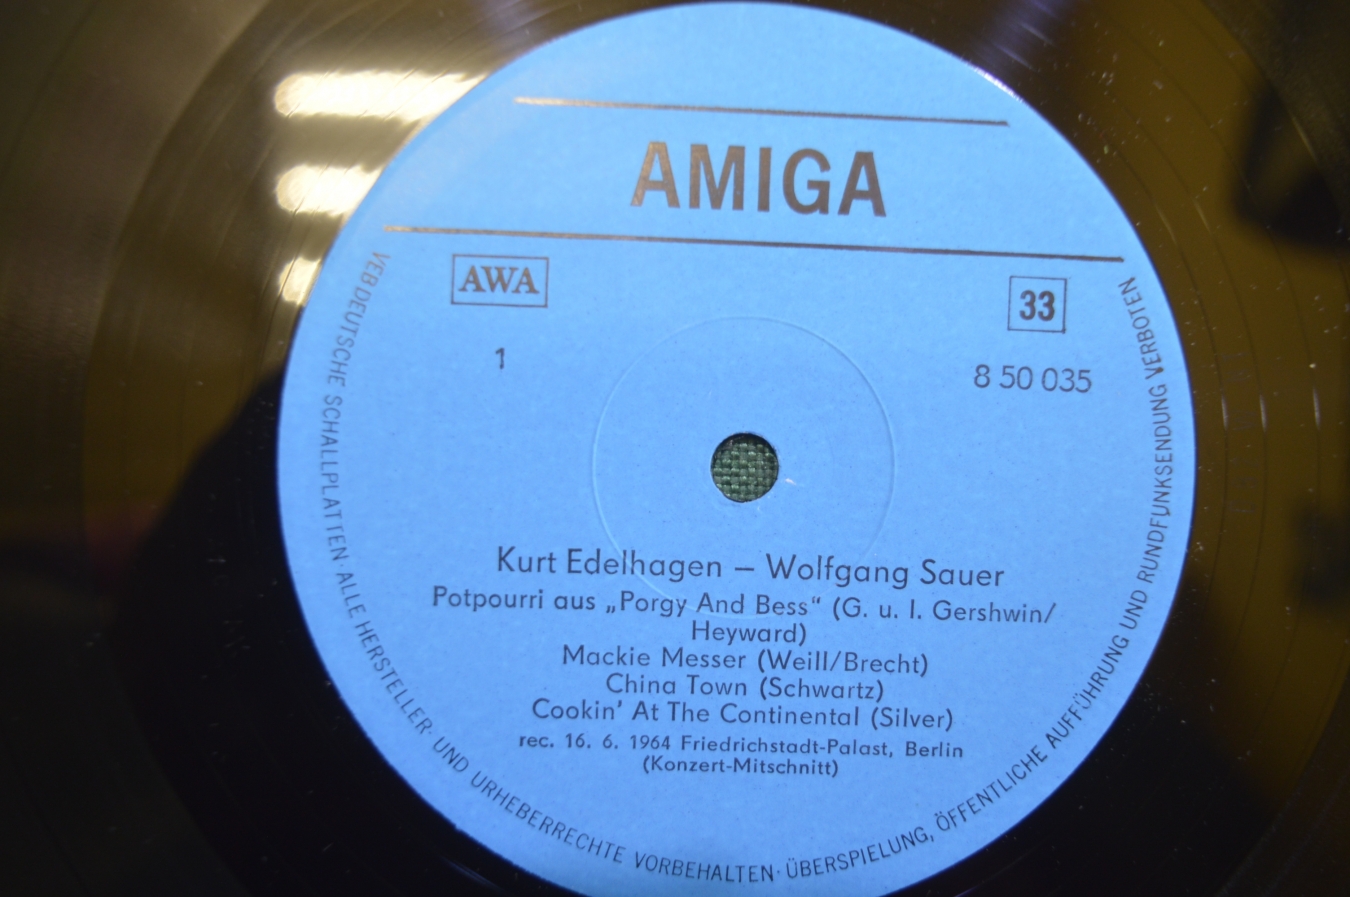 AMIGA
AWA
33
1
8 50 035
Kurt Edelhagen – Wolfgang Sauer
Potpourri aus „Porgy And Bess“ (G. u. I. Gershwin/
Heyward)
Mackie Messer (Weill/Brecht)
China Town (Schwartz)
Cookin’ At The Continental (Silver)
rec. 16. 6. 1964 Friedrichstadt-Palast, Berlin
(Konzert-Mitschnitt)
VEB DEUTSCHE SCHALLPLATTEN · ALLE HERSTELLER- UND URHEBERRECHTE VORBEHALTEN · ÜBERSPIELUNG, ÖFFENTLICHE AUFFÜHRUNG UND RUNDFUNKSENDUNG VERBOTEN